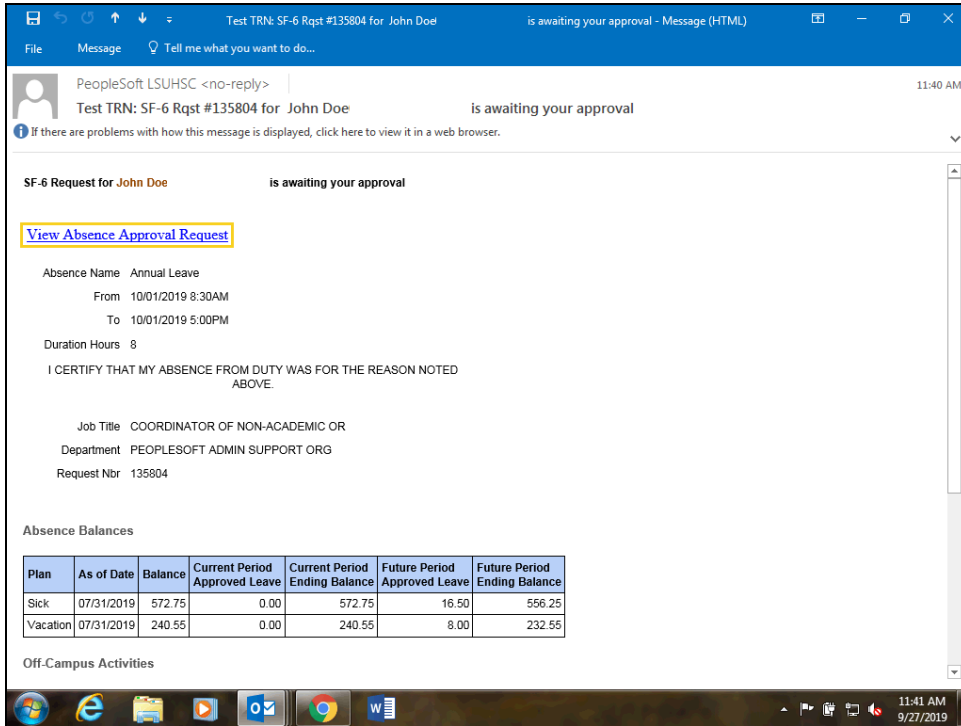 Test TRN: SF-6 Rqst #135804 for John Doe is awaiting your approval - Message (HTML)
File Message Tell me what you want to do...
PeopleSoft LSUHSC <no-reply> 11:40 AM
Test TRN: SF-6 Rqst #135804 for John Doe is awaiting your approval
If there are problems with how this message is displayed, click here to view it in a web browser.
SF-6 Request for John Doe is awaiting your approval
View Absence Approval Request
Absence Name Annual Leave
From 10/01/2019 8:30AM
To 10/01/2019 5:00PM
Duration Hours 8
I CERTIFY THAT MY ABSENCE FROM DUTY WAS FOR THE REASON NOTED
ABOVE.
Job Title COORDINATOR OF NON-ACADEMIC OR
Department PEOPLESOFT ADMIN SUPPORT ORG
Request Nbr 135804
Absence Balances
Plan As of Date Balance Current Period Approved Leave Current Period Ending Balance Future Period Approved Leave Future Period Ending Balance
Sick 07/31/2019 572.75 0.00 572.75 16.50 556.25
Vacation 07/31/2019 240.55 0.00 240.55 8.00 232.55
Off-Campus Activities
11:41 AM
9/27/2019